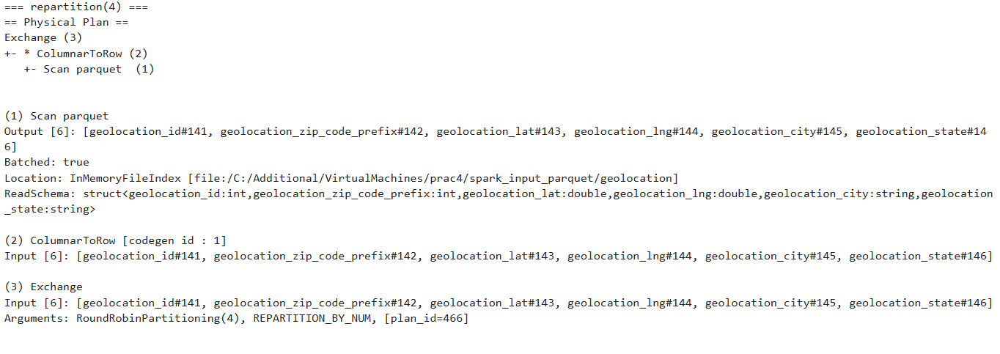 === repartition(4) ===
== Physical Plan ==
Exchange (3)
+- * ColumnarToRow (2)
   +- Scan parquet  (1)
(1) Scan parquet
Output [6]: [geolocation_id#141, geolocation_zip_code_prefix#142, geolocation_lat#143, geolocation_lng#144, geolocation_city#145, geolocation_state#14
6]
Batched: true
Location: InMemoryFileIndex [file:/C:/Additional/VirtualMachines/prac4/spark_input_parquet/geolocation]
ReadSchema: struct<geolocation_id:int,geolocation_zip_code_prefix:int,geolocation_lat:double,geolocation_lng:double,geolocation_city:string,geolocation
_state:string>
(2) ColumnarToRow [codegen id : 1]
Input [6]: [geolocation_id#141, geolocation_zip_code_prefix#142, geolocation_lat#143, geolocation_lng#144, geolocation_city#145, geolocation_state#146]
(3) Exchange
Input [6]: [geolocation_id#141, geolocation_zip_code_prefix#142, geolocation_lat#143, geolocation_lng#144, geolocation_city#145, geolocation_state#146]
Arguments: RoundRobinPartitioning(4), REPARTITION_BY_NUM, [plan_id=466]